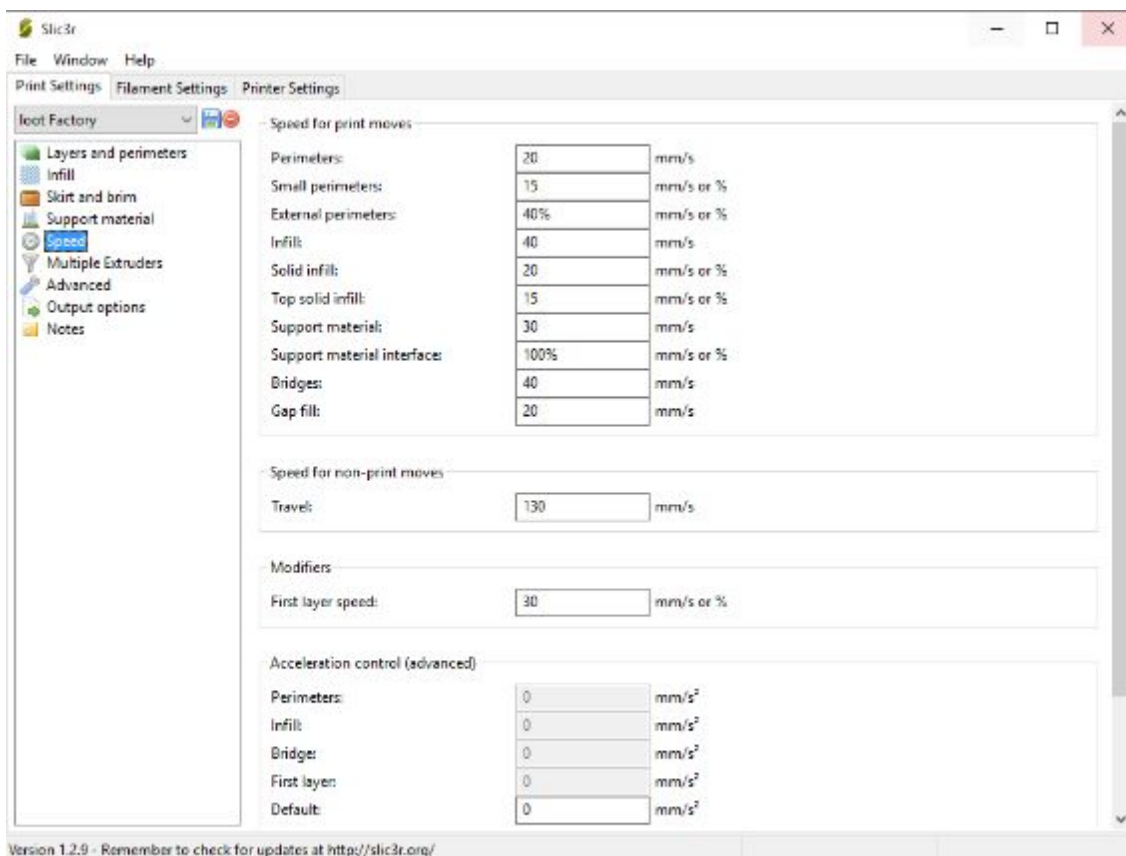 Slic3r
File Window Help
Print Settings Filament Settings Printer Settings
loot Factory
Layers and perimeters
Infill
Skirt and brim
Support material
Speed
Multiple Extruders
Advanced
Output options
Notes
Speed for print moves
Perimeters: 20 mm/s
Small perimeters: 15 mm/s or %
External perimeters: 40% mm/s or %
Infill: 40 mm/s
Solid infill: 20 mm/s or %
Top solid infill: 15 mm/s or %
Support material: 30 mm/s
Support material interface: 100% mm/s or %
Bridges: 40 mm/s
Gap fill: 20 mm/s
Speed for non-print moves
Travel: 130 mm/s
Modifiers
First layer speed: 30 mm/s or %
Acceleration control (advanced)
Perimeters: 0 mm/s²
Infill: 0 mm/s²
Bridge: 0 mm/s²
First layer: 0 mm/s²
Default: 0 mm/s²
Version 1.2.9 - Remember to check for updates at http://slic3r.org/